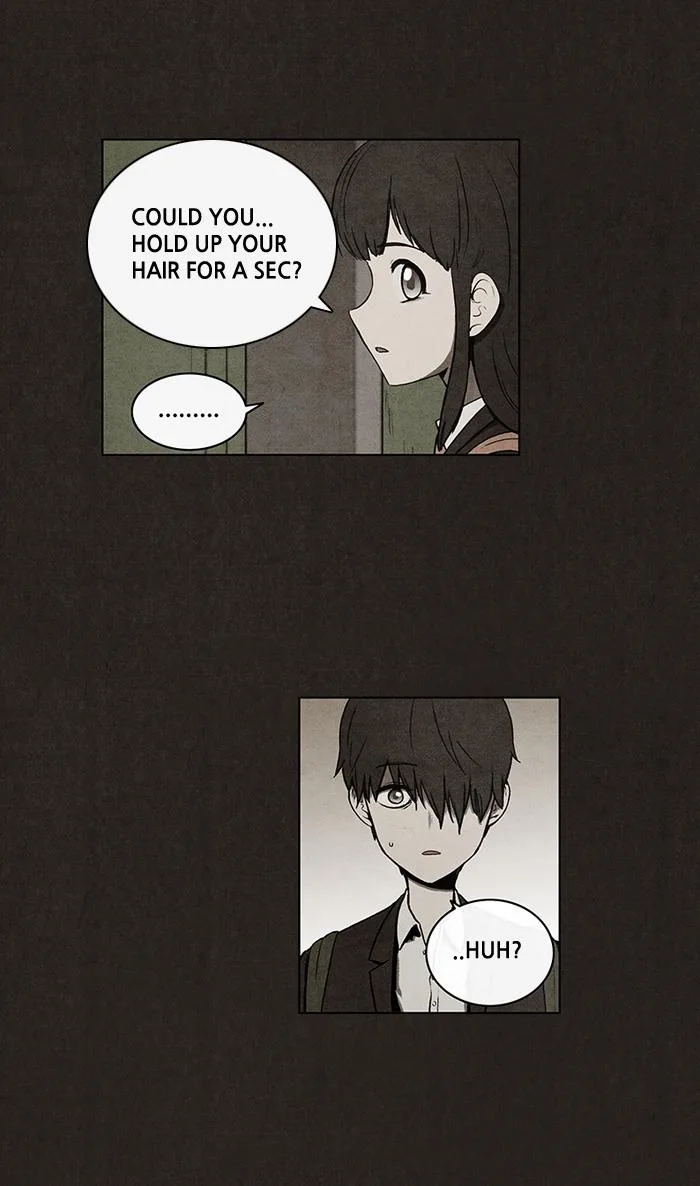 COULD YOU...
HOLD UP YOUR
HAIR FOR A SEC?
.........
..HUH?